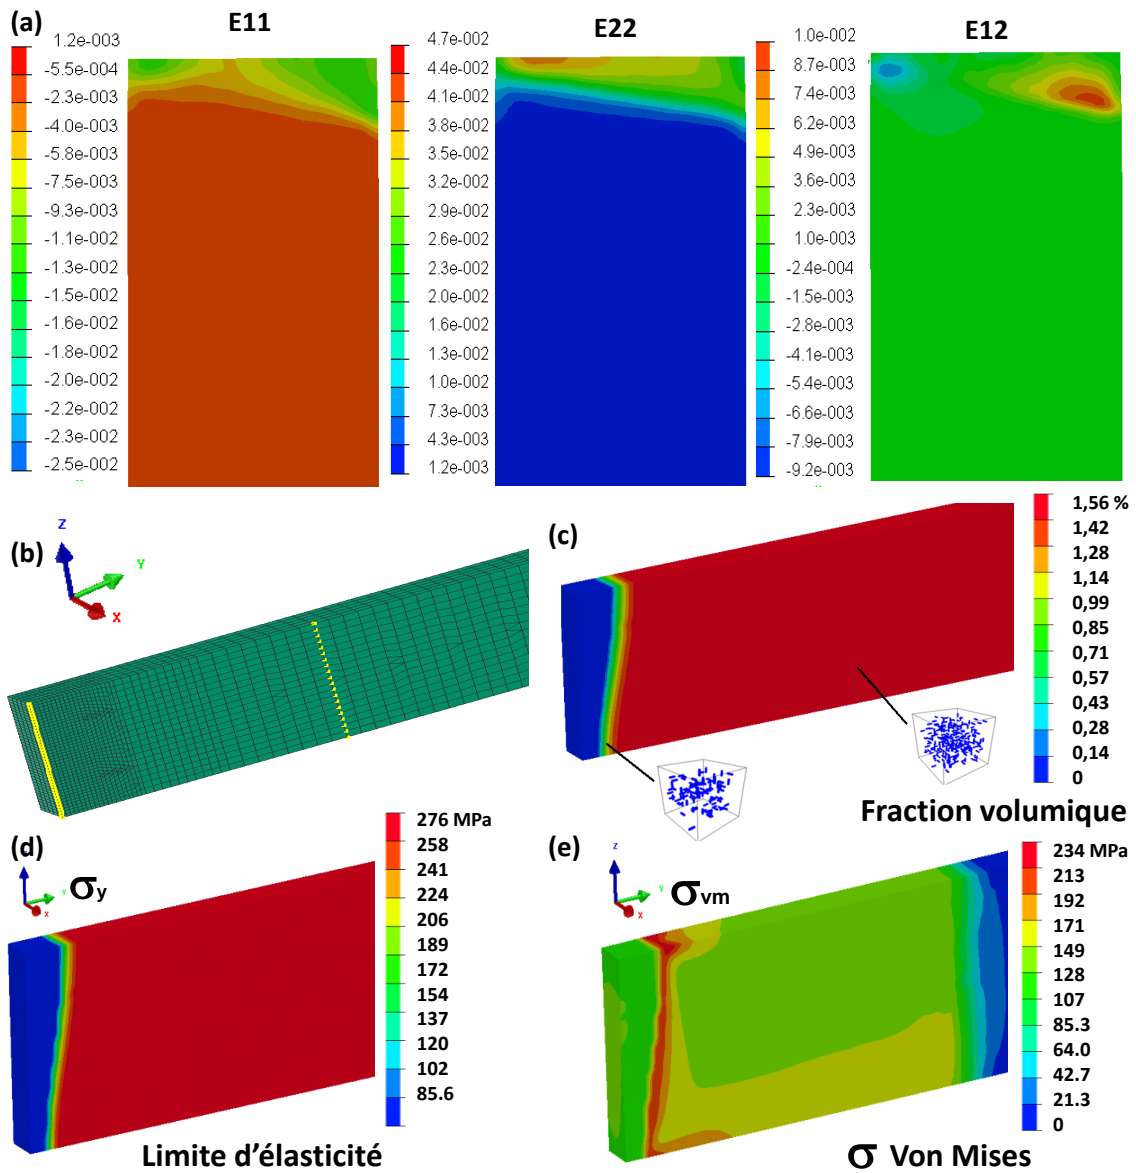 (a)
E11
E22
E12
1.2e-003
-5.5e-004
-2.3e-003
-4.0e-003
-5.8e-003
-7.5e-003
-9.3e-003
-1.1e-002
-1.3e-002
-1.5e-002
-1.6e-002
-1.8e-002
-2.0e-002
-2.2e-002
-2.3e-002
-2.5e-002
4.7e-002
4.4e-002
4.1e-002
3.8e-002
3.5e-002
3.2e-002
2.9e-002
2.6e-002
2.3e-002
2.0e-002
1.6e-002
1.3e-002
1.0e-002
7.3e-003
4.3e-003
1.2e-003
1.0e-002
8.7e-003
7.4e-003
6.2e-003
4.9e-003
3.6e-003
2.3e-003
1.0e-003
-2.4e-004
-1.5e-003
-2.8e-003
-4.1e-003
-5.4e-003
-6.6e-003
-7.9e-003
-9.2e-003
(b)
Z
Y
X
(c)
1,56 %
1,42
1,28
1,14
0,99
0,85
0,71
0,57
0,43
0,28
0,14
0
Fraction volumique
(d)
σy
Y
X
276 MPa
258
241
224
206
189
172
154
137
120
102
85.6
Limite d'élasticité
(e)
Z
Y
X
σvm
234 MPa
213
192
171
149
128
107
85.3
64.0
42.7
21.3
0
σ Von Mises